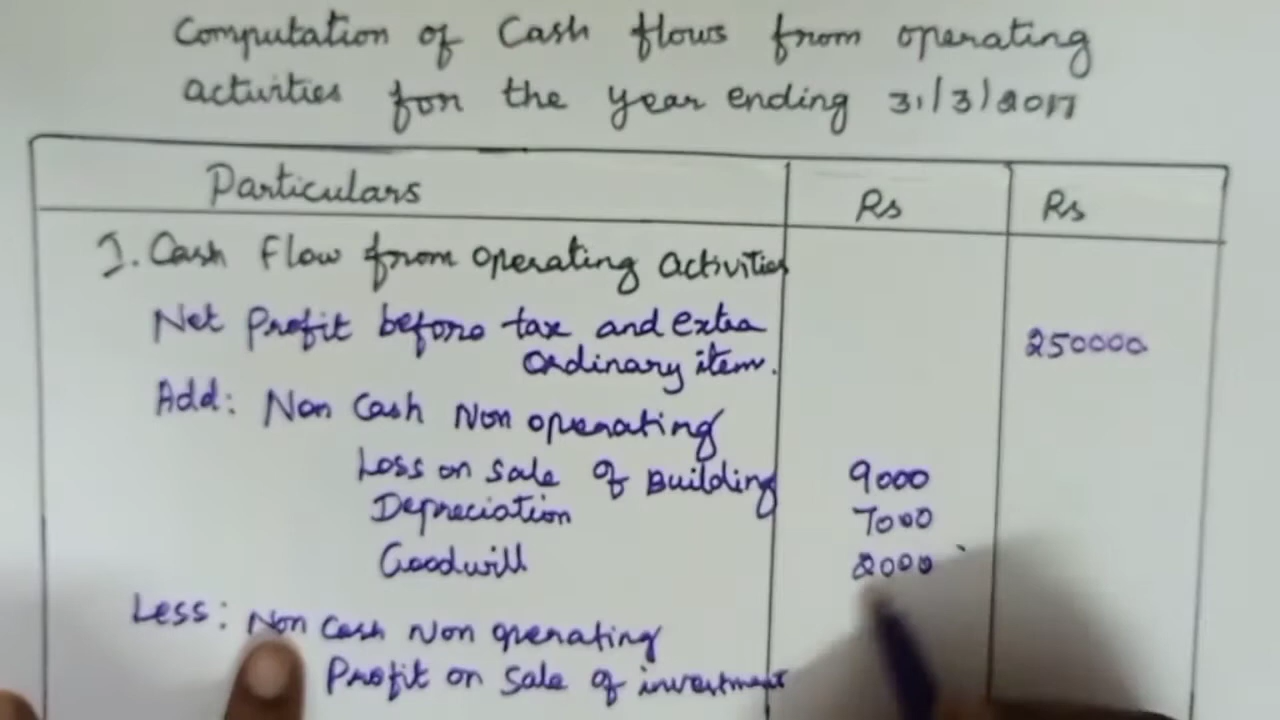 Computation of Cash flows from operating
activities for the year ending 31/3/2017
Particulars Rs Rs
I. Cash Flow from operating activities
Net Profit before tax and extra
ordinary item. 250000
Add: Non Cash Non operating
Loss on sale of Building 9000
Depreciation 7000
Goodwill 2000
Less: Non Cash Non operating
Profit on sale of investment